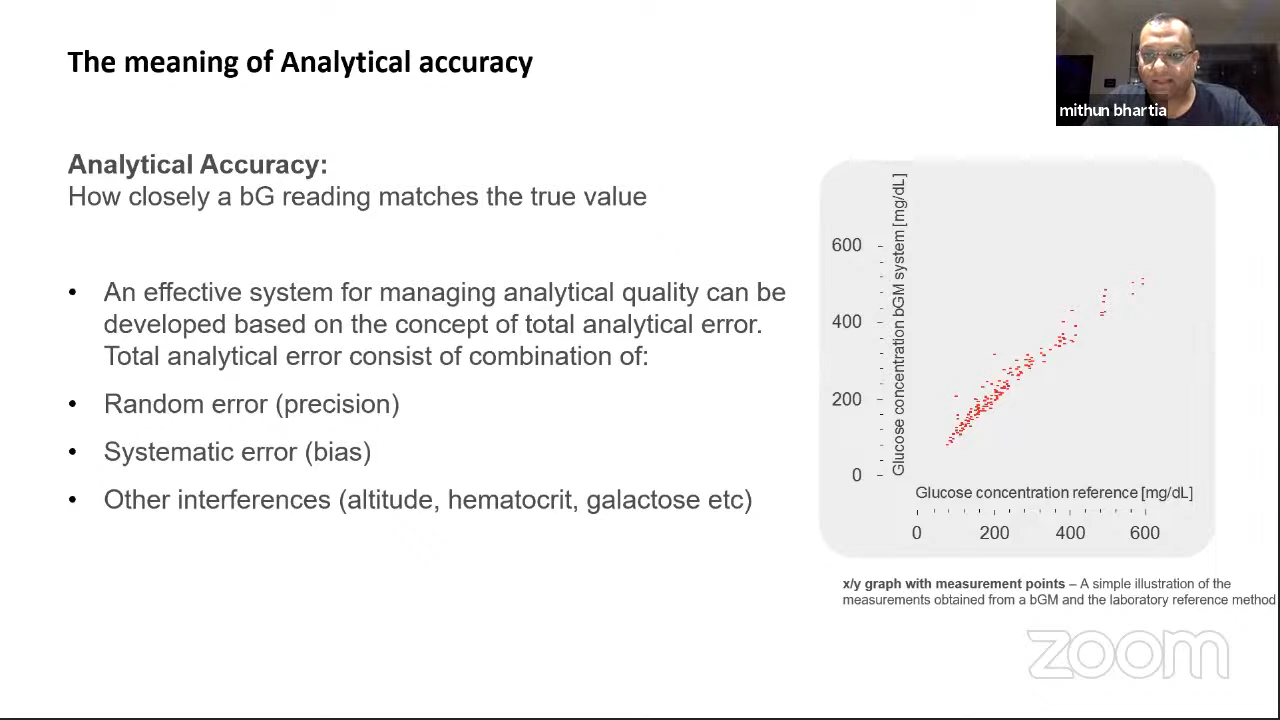 The meaning of Analytical accuracy
mithun bhartia
Analytical Accuracy:
How closely a bG reading matches the true value
• An effective system for managing analytical quality can be
developed based on the concept of total analytical error.
Total analytical error consist of combination of:
• Random error (precision)
• Systematic error (bias)
• Other interferences (altitude, hematocrit, galactose etc)
Glucose concentration bGM system [mg/dL]
600
400
200
0
Glucose concentration reference [mg/dL]
0 200 400 600
x/y graph with measurement points – A simple illustration of the
measurements obtained from a bGM and the laboratory reference method
zoom